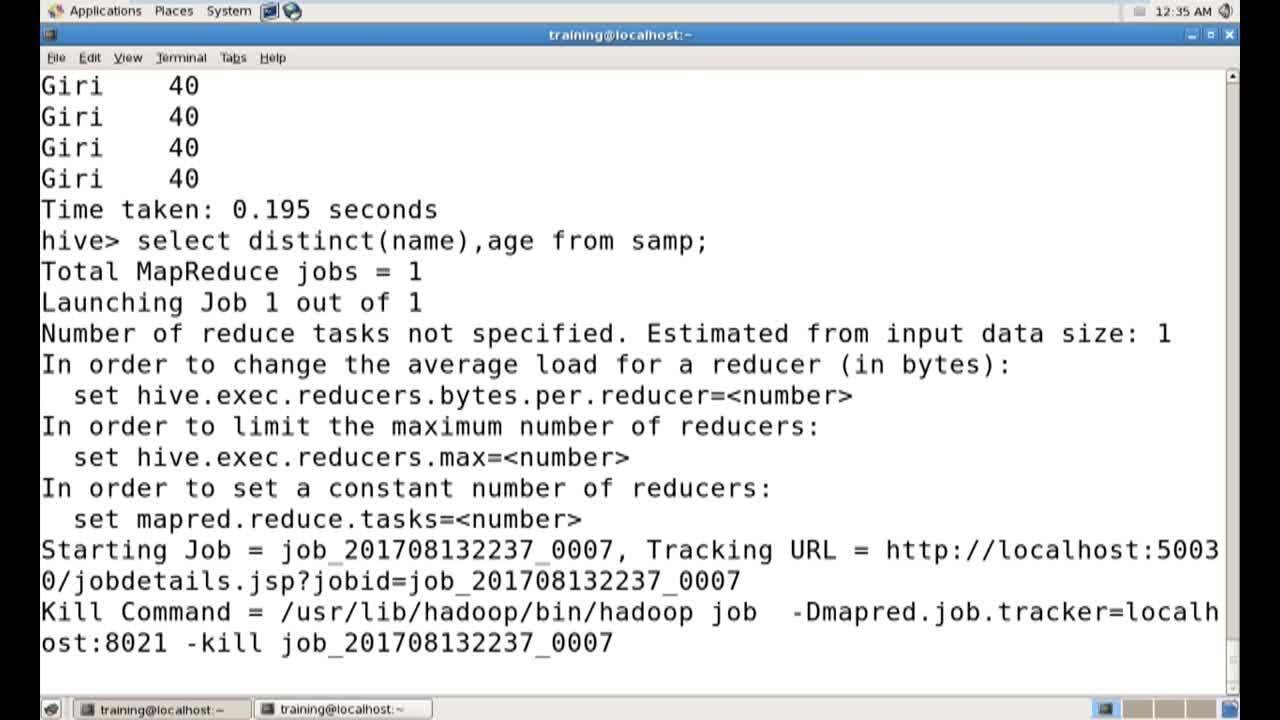 Applications Places System 12:35 AM
training@localhost:~
File Edit View Terminal Tabs Help
Giri 40
Giri 40
Giri 40
Giri 40
Time taken: 0.195 seconds
hive> select distinct(name),age from samp;
Total MapReduce jobs = 1
Launching Job 1 out of 1
Number of reduce tasks not specified. Estimated from input data size: 1
In order to change the average load for a reducer (in bytes):
  set hive.exec.reducers.bytes.per.reducer=<number>
In order to limit the maximum number of reducers:
  set hive.exec.reducers.max=<number>
In order to set a constant number of reducers:
  set mapred.reduce.tasks=<number>
Starting Job = job_201708132237_0007, Tracking URL = http://localhost:5003
0/jobdetails.jsp?jobid=job_201708132237_0007
Kill Command = /usr/lib/hadoop/bin/hadoop job  -Dmapred.job.tracker=localh
ost:8021 -kill job_201708132237_0007
training@localhost:~ training@localhost:~